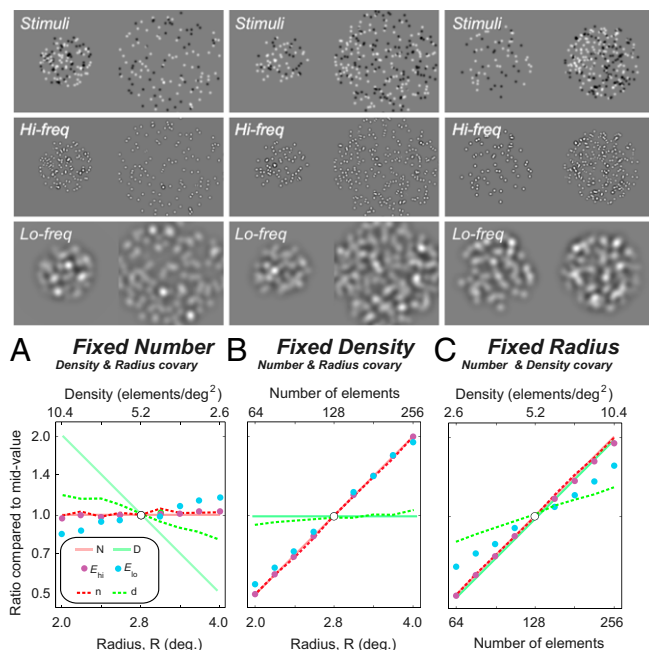 Stimuli Stimuli Stimuli
Hi-freq Hi-freq Hi-freq
Lo-freq Lo-freq Lo-freq
A Fixed Number B Fixed Density C Fixed Radius
Density & Radius covary Number & Radius covary Number & Density covary
Density (elements/deg²) Number of elements Density (elements/deg²)
10.4 5.2 2.6 64 128 256 2.6 5.2 10.4
Ratio compared to mid-value
2.0
1.4
1.0
0.7
0.5
N D
E_hi E_lo
n d
2.0 2.8 4.0 2.0 2.8 4.0 64 128 256
Radius, R (deg.) Radius, R (deg.) Number of elements